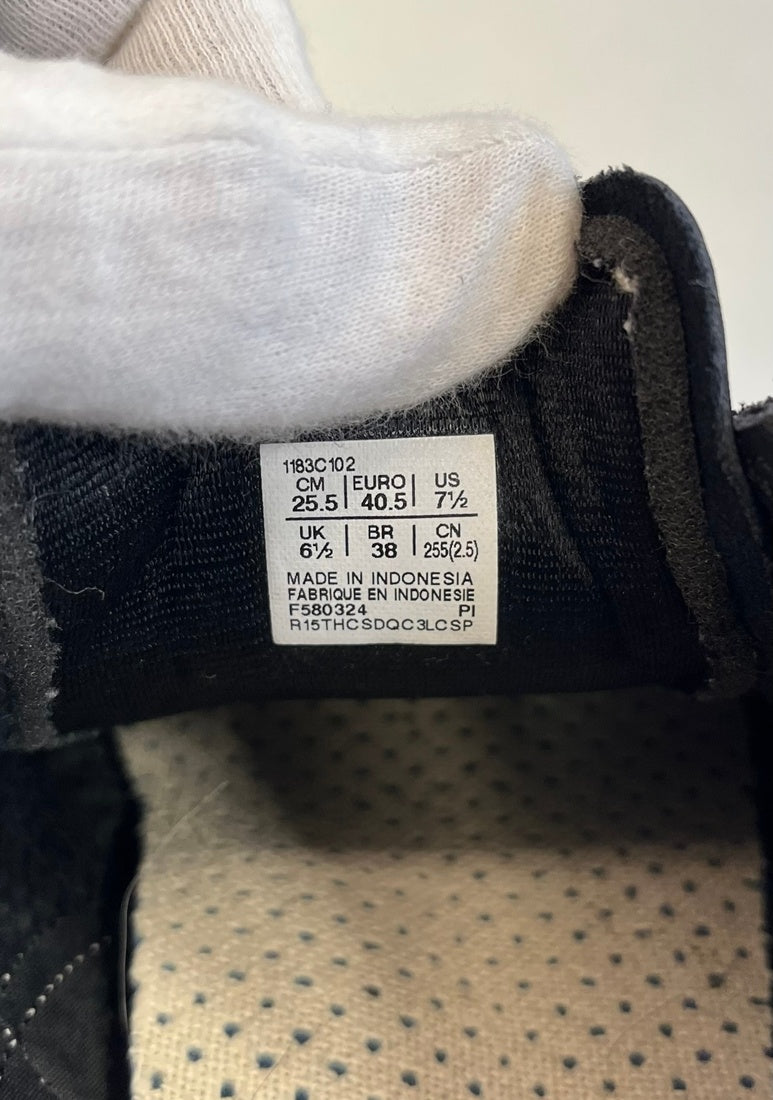 1183C102
CM | EURO | US
25.5 | 40.5 | 7½
UK | BR | CN
6½ | 38 | 255(2.5)
MADE IN INDONESIA
FABRIQUE EN INDONESIE
F580324 PI
R15THCSDQC3LCSP